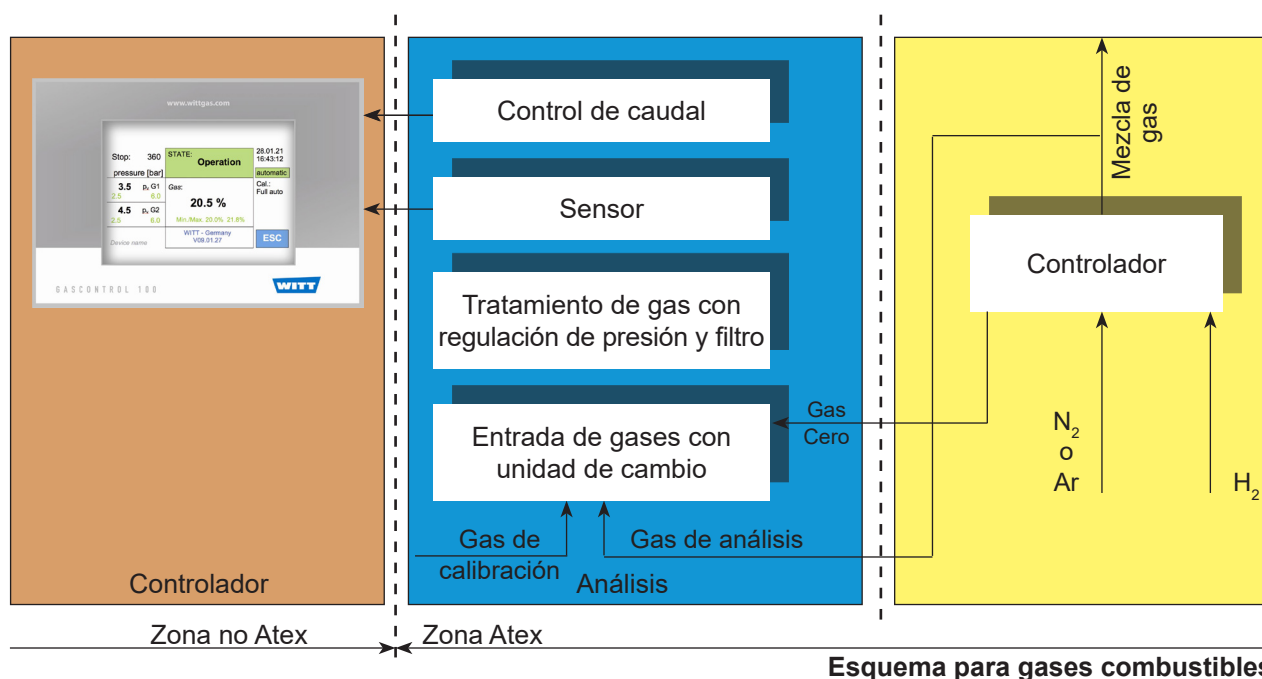 www.wittgas.com
Stop: 360
pressure [bar]
3.5 pᵥ G1
2.5 6.0
4.5 pᵥ G2
2.5 6.0
Device name
STATE:
Operation
Gas:
20.5 %
Min./Max. 20.0% 21.8%
WITT - Germany
V09.01.27
28.01.21
16:43:12
automatic
Cal.:
Full auto
ESC
GASCONTROL 100
WITT
Controlador
Control de caudal
Sensor
Tratamiento de gas con
regulación de presión y filtro
Entrada de gases con
unidad de cambio
Gas de
calibración
Gas de análisis
Análisis
Gas
Cero
Mezcla de
gas
Controlador
N₂
o
Ar
H₂
Zona no Atex
Zona Atex
Esquema para gases combustibles